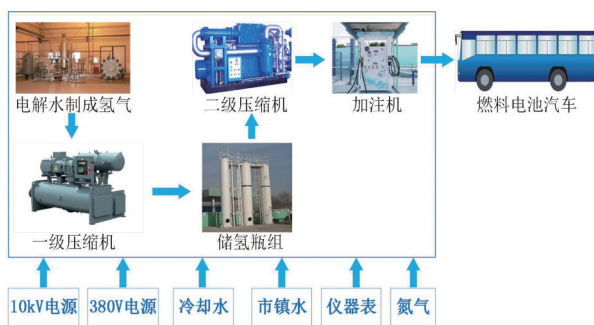 电解水制成氢气
二级压缩机
加注机
燃料电池汽车
一级压缩机
储氢瓶组
10kV电源
380V电源
冷却水
市镇水
仪器表
氮气